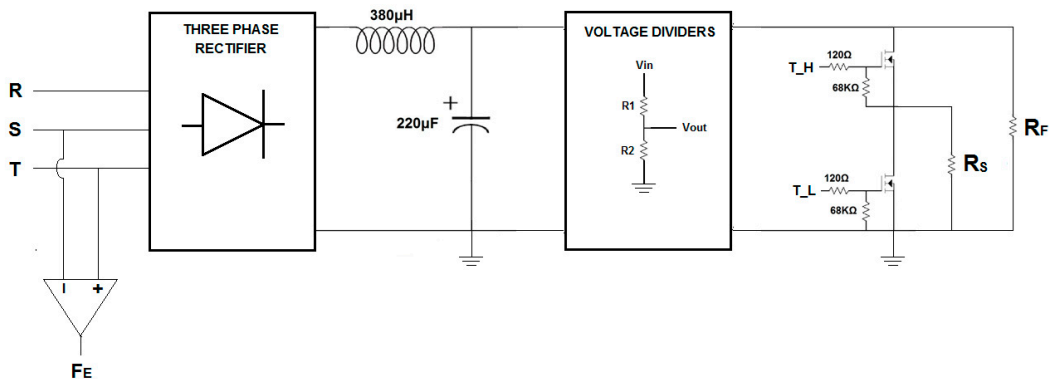 THREE PHASE
RECTIFIER
380µH
VOLTAGE DIVIDERS
R
S
T
220µF
+
Vin
R1
Vout
R2
T_H
120Ω
68KΩ
T_L
120Ω
68KΩ
RS
RF
- +
FE